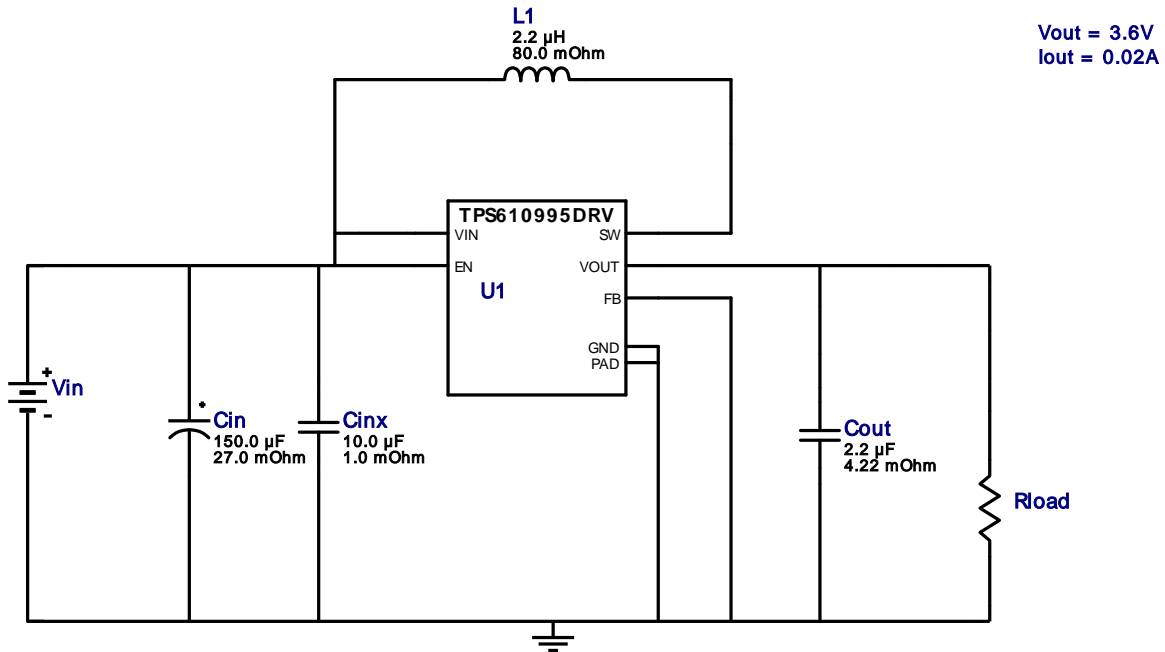 L1
2.2 µH
80.0 mOhm
Vout = 3.6V
Iout = 0.02A
TPS610995DRV
VIN
SW
EN
VOUT
U1
FB
GND
PAD
+
Vin
-
+
Cin
150.0 µF
27.0 mOhm
Cinx
10.0 µF
1.0 mOhm
Cout
2.2 µF
4.22 mOhm
Rload